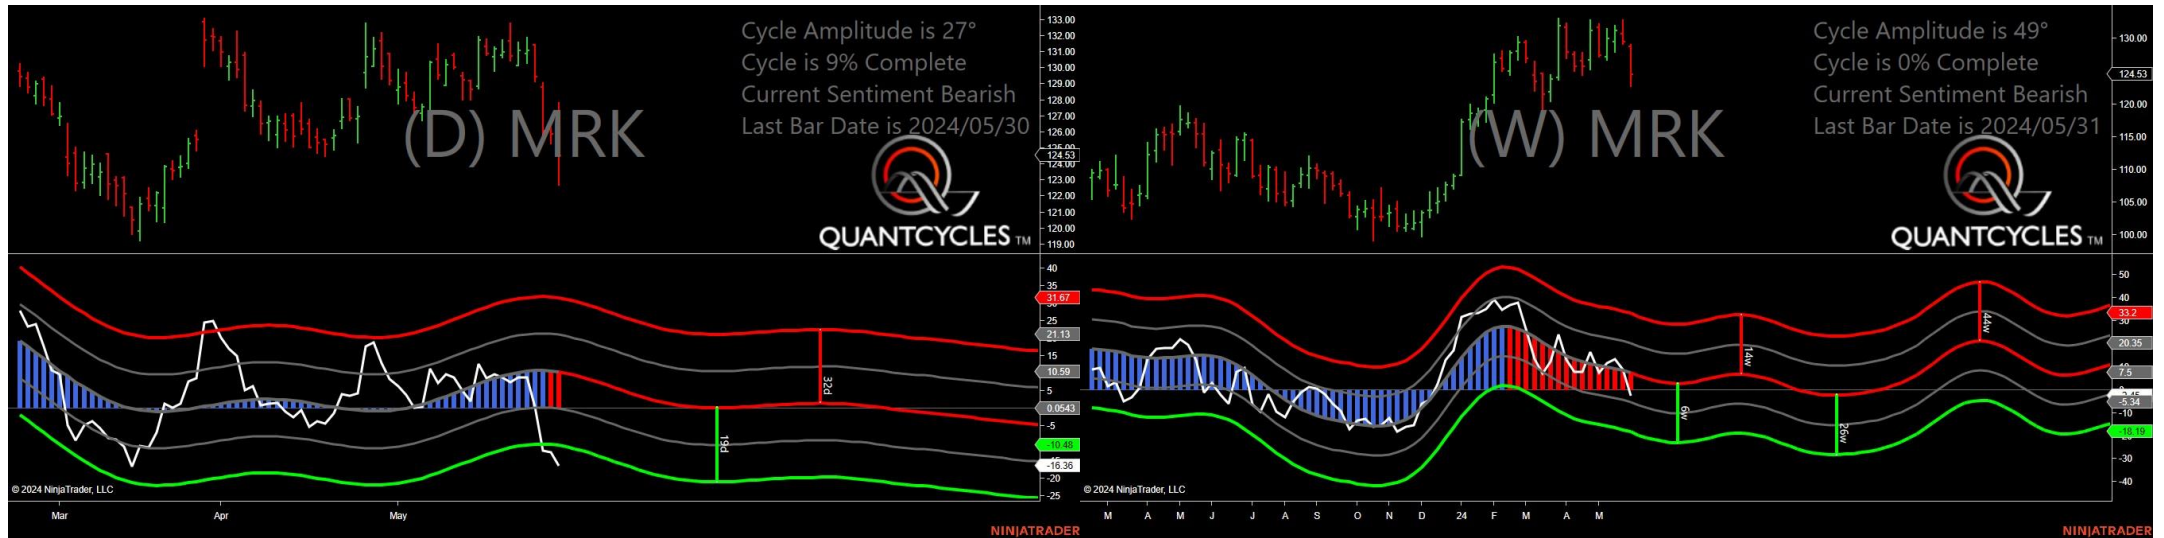 Cycle Amplitude is 27°
Cycle is 9% Complete
Current Sentiment Bearish
Last Bar Date is 2024/05/30
(D) MRK
QUANTCYCLES TM
133.00
132.00
131.00
130.00
129.00
128.00
127.00
126.00
124.53
124.00
123.00
122.00
121.00
120.00
119.00
40
35
31.67
21.13
15
10.59
5
0.0543
-5
-10.48
-16.36
-20
-25
32d
19d
© 2024 NinjaTrader, LLC
Mar
Apr
May
NINJATRADER
Cycle Amplitude is 49°
Cycle is 0% Complete
Current Sentiment Bearish
Last Bar Date is 2024/05/31
(W) MRK
QUANTCYCLES TM
130.00
124.53
120.00
115.00
110.00
105.00
100.00
50
40
33.2
30
20.35
7.5
-5.34
-10
-18.19
-30
-40
14w
44w
6w
26w
© 2024 NinjaTrader, LLC
M A M J J A S O N D 24 F M A M
NINJATRADER